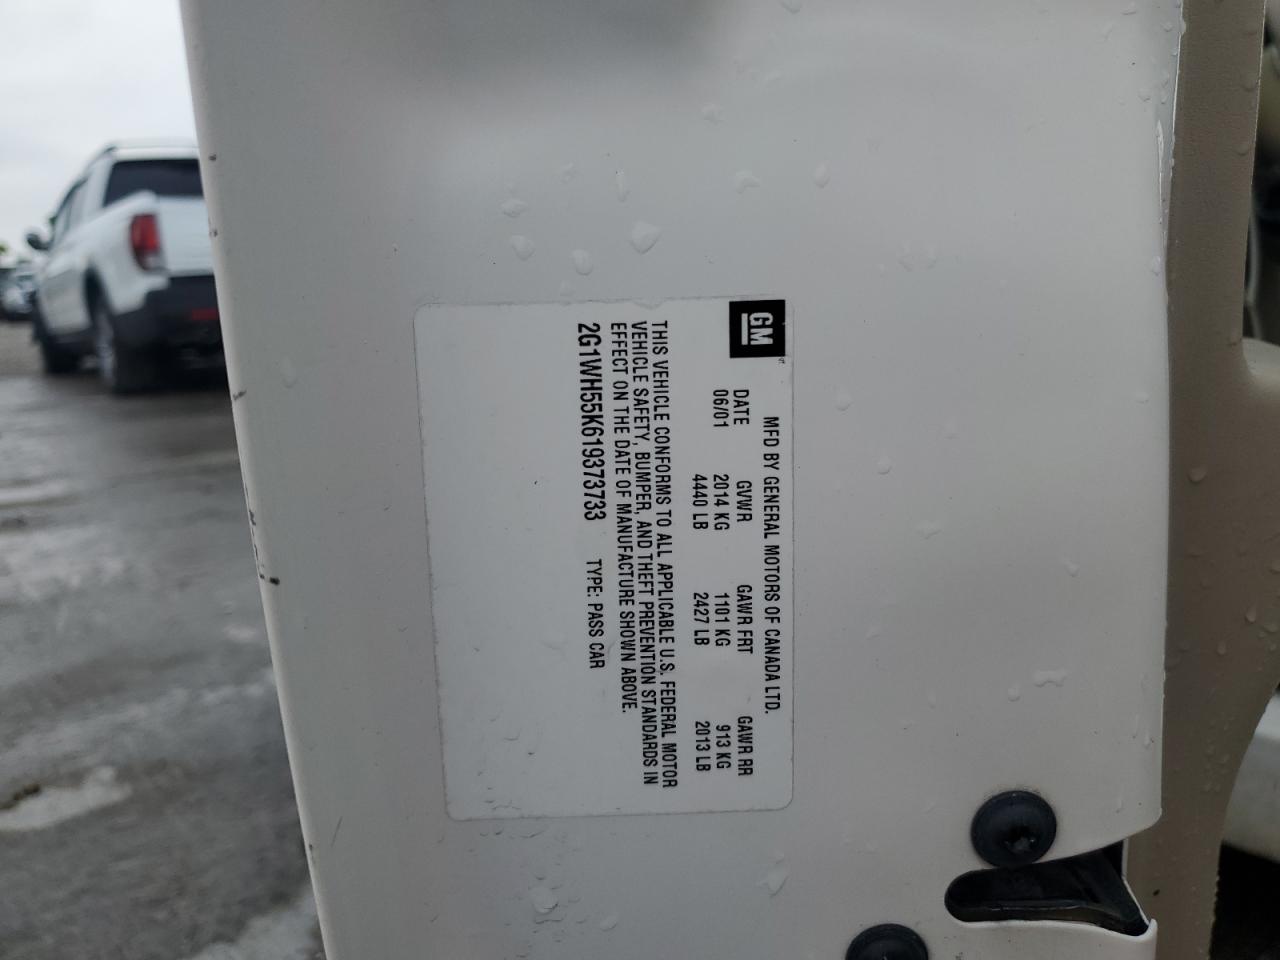 GM
MFD BY GENERAL MOTORS OF CANADA LTD.
DATE GVWR GAWR FRT GAWR RR
06/01 2014 KG 1101 KG 913 KG
4440 LB 2427 LB 2013 LB
THIS VEHICLE CONFORMS TO ALL APPLICABLE U.S. FEDERAL MOTOR
VEHICLE SAFETY, BUMPER, AND THEFT PREVENTION STANDARDS IN
EFFECT ON THE DATE OF MANUFACTURE SHOWN ABOVE.
2G1WH55K619373733 TYPE: PASS CAR